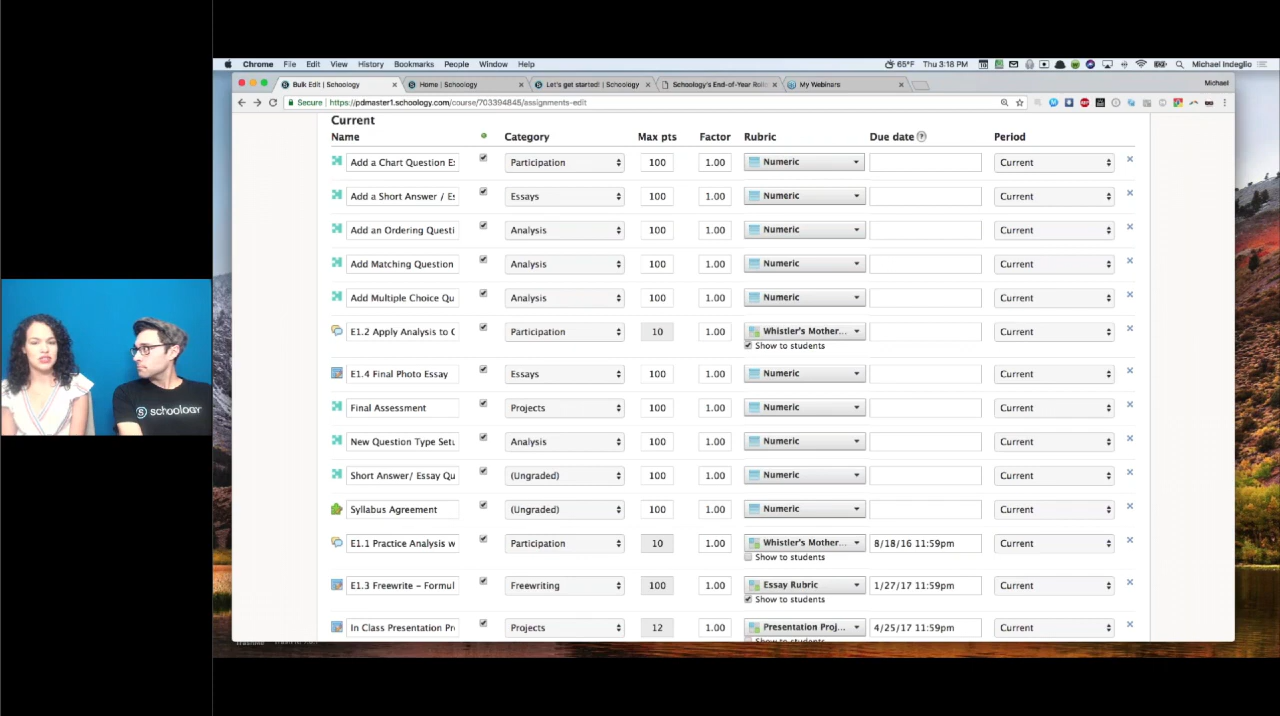 Chrome File Edit View History Bookmarks People Window Help 65°F Thu 3:18 PM Michael Indeglio
Bulk Edit | Schoology Home | Schoology Let's get started! | Schoology Schoology's End-of-Year Roll My Webinars Michael
Secure https://pdmaster1.schoology.com/course/703394845/assignments-edit
Current
Name Category Max pts Factor Rubric Due date ? Period
Add a Chart Question E Participation 100 1.00 Numeric Current
Add a Short Answer / Es Essays 100 1.00 Numeric Current
Add an Ordering Questi Analysis 100 1.00 Numeric Current
Add Matching Question Analysis 100 1.00 Numeric Current
Add Multiple Choice Qu Analysis 100 1.00 Numeric Current
E1.2 Apply Analysis to C Participation 10 1.00 Whistler's Mother... Current
Show to students
E1.4 Final Photo Essay Essays 100 1.00 Numeric Current
Final Assessment Projects 100 1.00 Numeric Current
New Question Type Setu Analysis 100 1.00 Numeric Current
Short Answer/ Essay Qu (Ungraded) 100 1.00 Numeric Current
schoology
Syllabus Agreement (Ungraded) 100 1.00 Numeric Current
E1.1 Practice Analysis w Participation 10 1.00 Whistler's Mother... 8/18/16 11:59pm Current
Show to students
E1.3 Freewrite - Formul Freewriting 100 1.00 Essay Rubric 1/27/17 11:59pm Current
Show to students
In Class Presentation Pr Projects 12 1.00 Presentation Proj... 4/25/17 11:59pm Current
Show to students